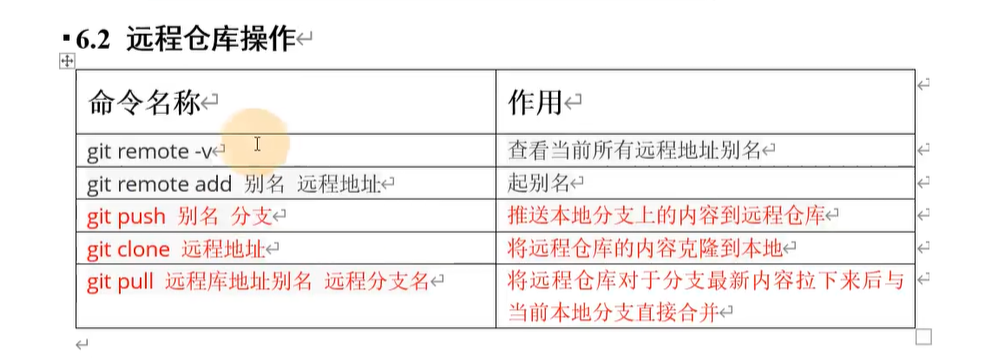 6.2 远程仓库操作
命令名称 作用
git remote -v 查看当前所有远程地址别名
git remote add 别名 远程地址 起别名
git push 别名 分支 推送本地分支上的内容到远程仓库
git clone 远程地址 将远程仓库的内容克隆到本地
git pull 远程库地址别名 远程分支名 将远程仓库对于分支最新内容拉下来后与
当前本地分支直接合并